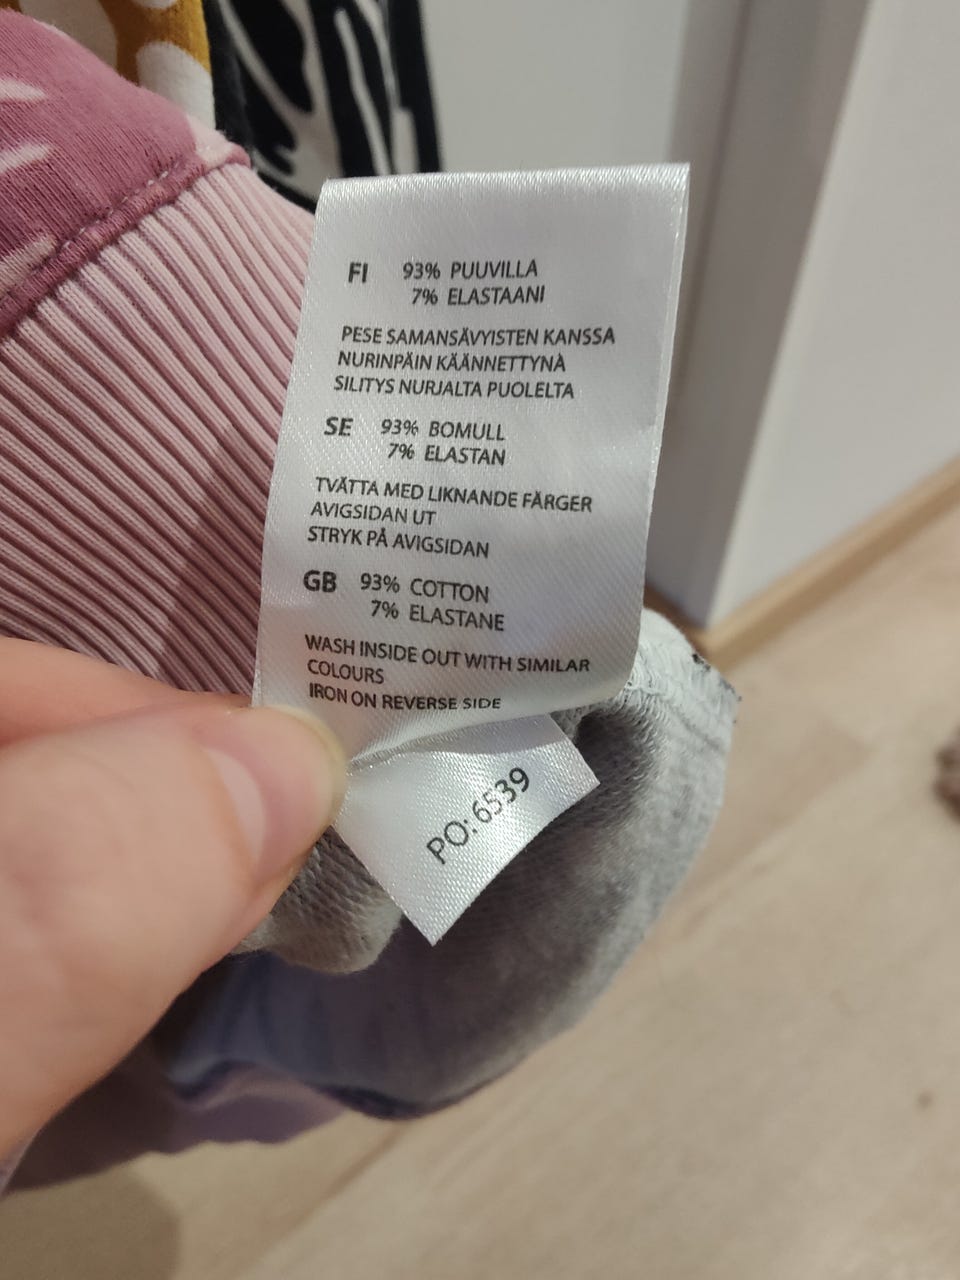 FI 93% PUUVILLA
7% ELASTAANI
PESE SAMANSÄVYISTEN KANSSA
NURINPÄIN KÄÄNNETTYNÄ
SILITYS NURJALTA PUOLELTA
SE 93% BOMULL
7% ELASTAN
TVÄTTA MED LIKNANDE FÄRGER
AVIGSIDAN UT
STRYK PÅ AVIGSIDAN
GB 93% COTTON
7% ELASTANE
WASH INSIDE OUT WITH SIMILAR
COLOURS
IRON ON REVERSE SIDE
PO: 6539